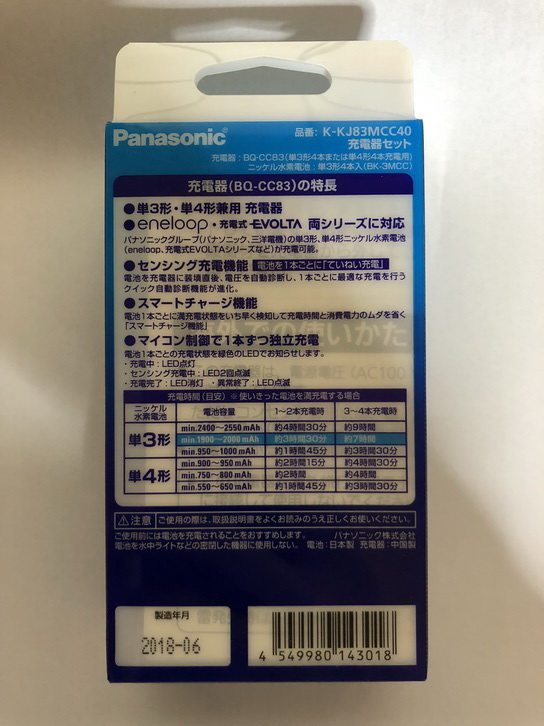 Panasonic
品番: K-KJ83MCC40
充電器セット
充電器：BQ-CC83(単3形4本または単4形4本充電用)
ニッケル水素電池：単3形4本入(BK-3MCC)
充電器(BQ-CC83)の特長
●単3形・単4形兼用 充電器
●eneloop・充電式EVOLTA 両シリーズに対応
パナソニックグループ(パナソニック、三洋電機)の単3形、単4形ニッケル水素電池
(eneloop、充電式EVOLTAシリーズなど)が充電可能。
●センシング充電機能 電池を1本ごとに「ていねい充電」
電池を充電器に装填直後、電圧を自動診断し、1本ごとに最適な充電を行う
クイック自動診断機能が進化。
●スマートチャージ機能
電池1本ごとに満充電状態をいち早く検知して充電時間と消費電力のムダを省く
「スマートチャージ機能」
●マイコン制御で1本ずつ独立充電
電池1本ごとの充電状態を緑色のLEDでお知らせします。
・充電中：LED点灯
・センシング充電中：LED2回点滅
・充電完了：LED消灯 ・異常終了：LED点滅
充電時間（目安） ※使いきった電池を満充電する場合
ニッケル水素電池 電池容量 1〜2本充電時 3〜4本充電時
単3形 min.2400〜2550 mAh 約4時間30分 約9時間
min.1900〜2000 mAh 約3時間30分 約7時間
min.950〜1000 mAh 約1時間45分 約3時間30分
単4形 min.900〜950 mAh 約2時間15分 約4時間30分
min.750〜800 mAh 約2時間 約4時間
min.550〜650 mAh 約1時間45分 約3時間30分
⚠注意 ご使用の際は、取扱説明書をよくお読みのうえ正しくお使いください。
ご使用前には電池を充電されることをおすすめします。 パナソニック株式会社
電池を水中ライトなどの密閉した機器に使用しない。 電池：日本製 充電器：中国製
製造年月
2018-06
4 549980 143018